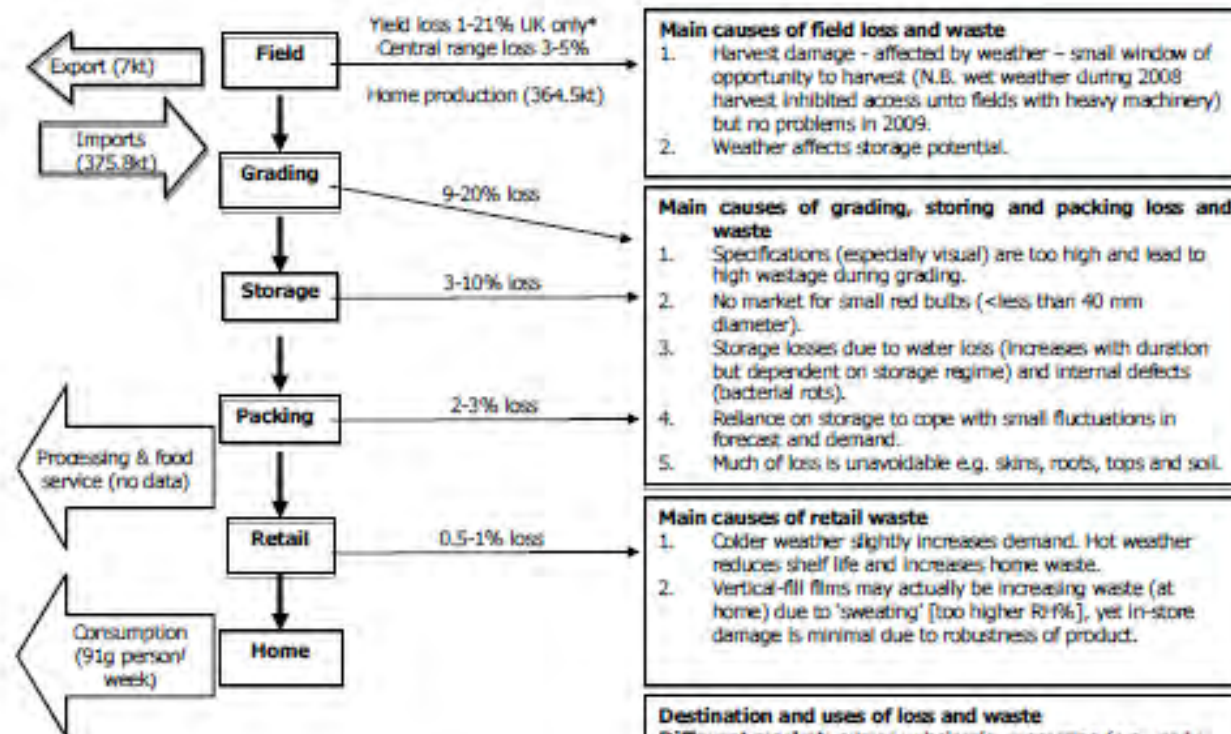 Yield loss 1-21% UK only*
Central range loss 3-5%
Field
Export (7kt)
Home production (364.5kt)
Imports
(375.8kt)
Grading
9-20% loss
Storage
3-10% loss
Packing
2-3% loss
Processing & food
service (no data)
Retail
0.5-1% loss
Consumption
(91g person/
week)
Home
Main causes of field loss and waste
1. Harvest damage - affected by weather – small window of
opportunity to harvest (N.B. wet weather during 2008
harvest inhibited access unto fields with heavy machinery)
but no problems in 2009.
2. Weather affects storage potential.
Main causes of grading, storing and packing loss and
waste
1. Specifications (especially visual) are too high and lead to
high wastage during grading.
2. No market for small red bulbs (<less than 40 mm
diameter).
3. Storage losses due to water loss (increases with duration
but dependent on storage regime) and internal defects
(bacterial rots).
4. Reliance on storage to cope with small fluctuations in
forecast and demand.
5. Much of loss is unavoidable e.g. skins, roots, tops and soil.
Main causes of retail waste
1. Colder weather slightly increases demand. Hot weather
reduces shelf life and increases home waste.
2. Vertical-fill films may actually be increasing waste (at
home) due to 'sweating' [too higher RH%], yet in-store
damage is minimal due to robustness of product.
Destination and uses of loss and waste